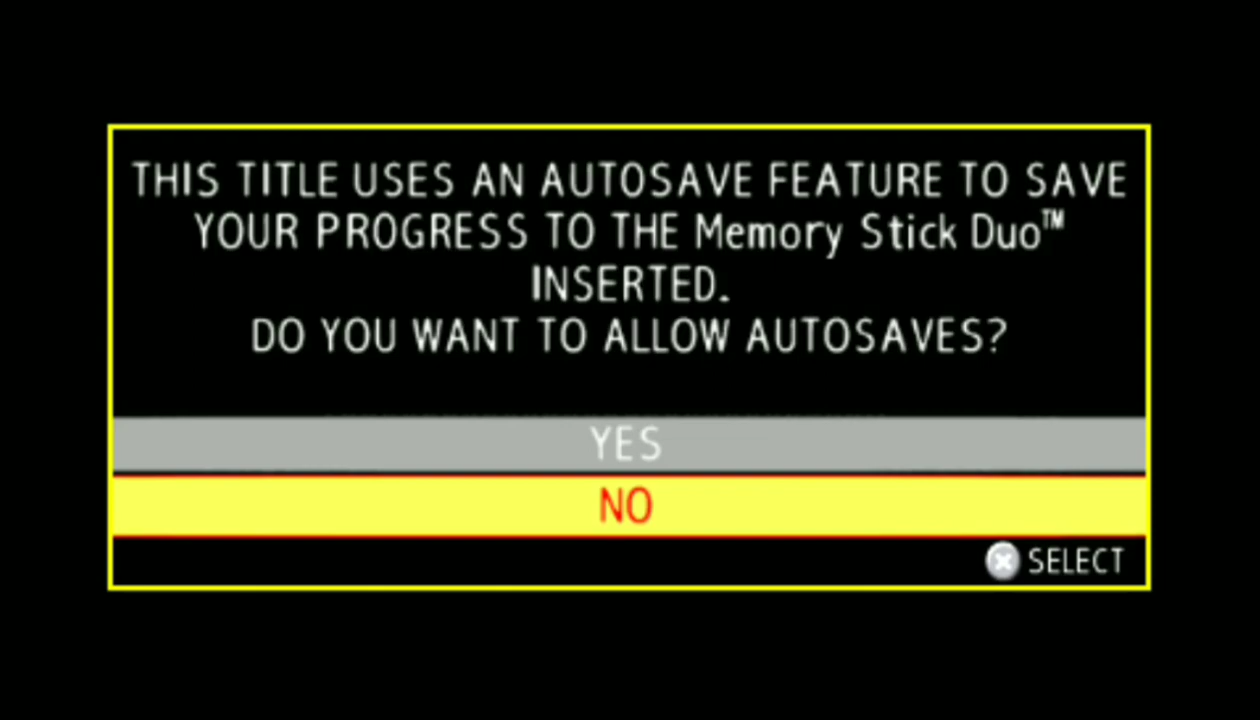 THIS TITLE USES AN AUTOSAVE FEATURE TO SAVE
YOUR PROGRESS TO THE Memory Stick Duo™
INSERTED.
DO YOU WANT TO ALLOW AUTOSAVES?
YES
NO
SELECT